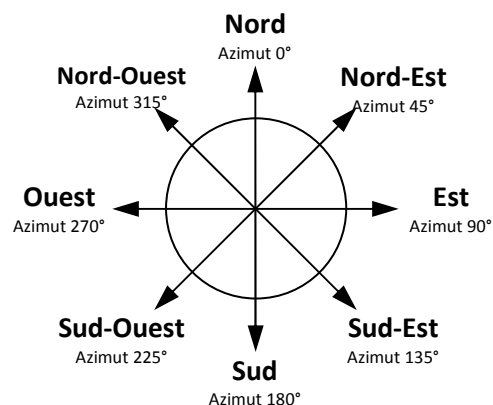 Nord
Azimut 0°
Nord-Ouest
Azimut 315°
Nord-Est
Azimut 45°
Ouest
Azimut 270°
Est
Azimut 90°
Sud-Ouest
Azimut 225°
Sud-Est
Azimut 135°
Sud
Azimut 180°